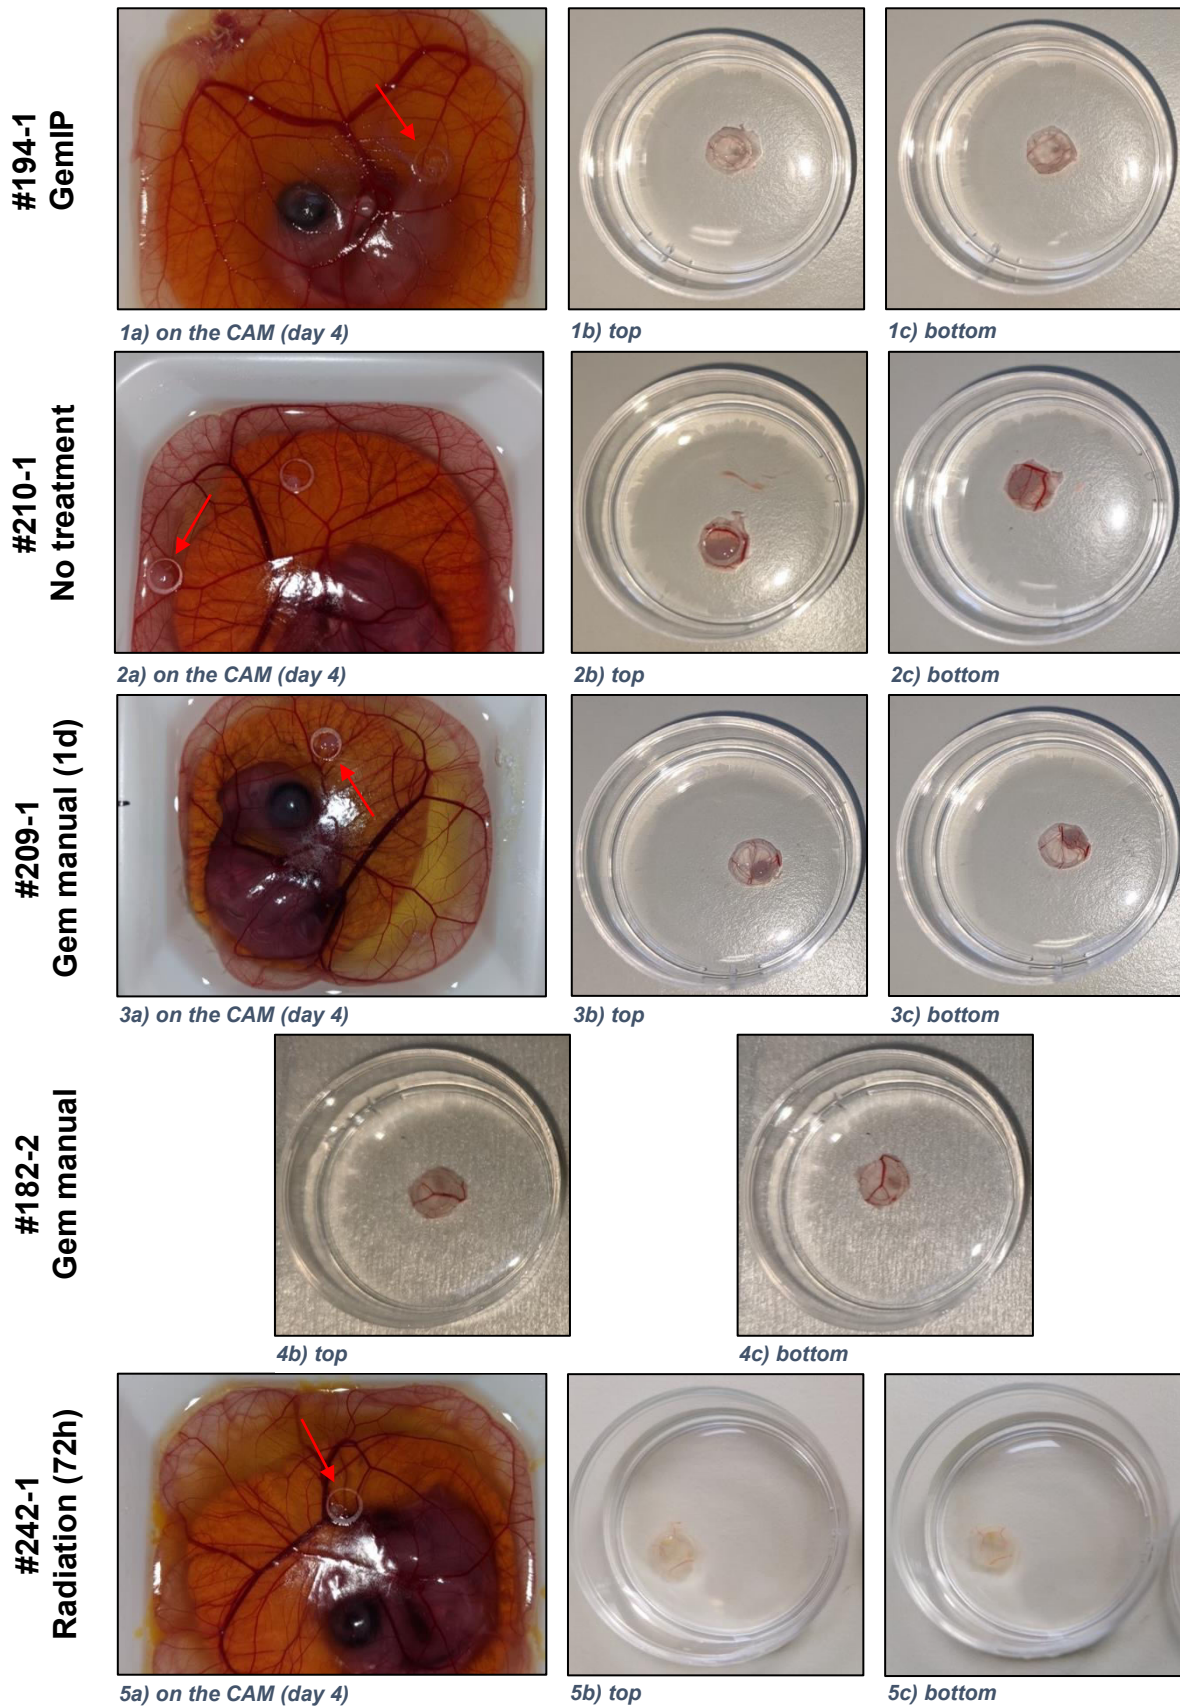 #194-1
GemIP
1a) on the CAM (day 4)
1b) top
1c) bottom
#210-1
No treatment
2a) on the CAM (day 4)
2b) top
2c) bottom
#209-1
Gem manual (1d)
3a) on the CAM (day 4)
3b) top
3c) bottom
#182-2
Gem manual
4b) top
4c) bottom
#242-1
Radiation (72h)
5a) on the CAM (day 4)
5b) top
5c) bottom